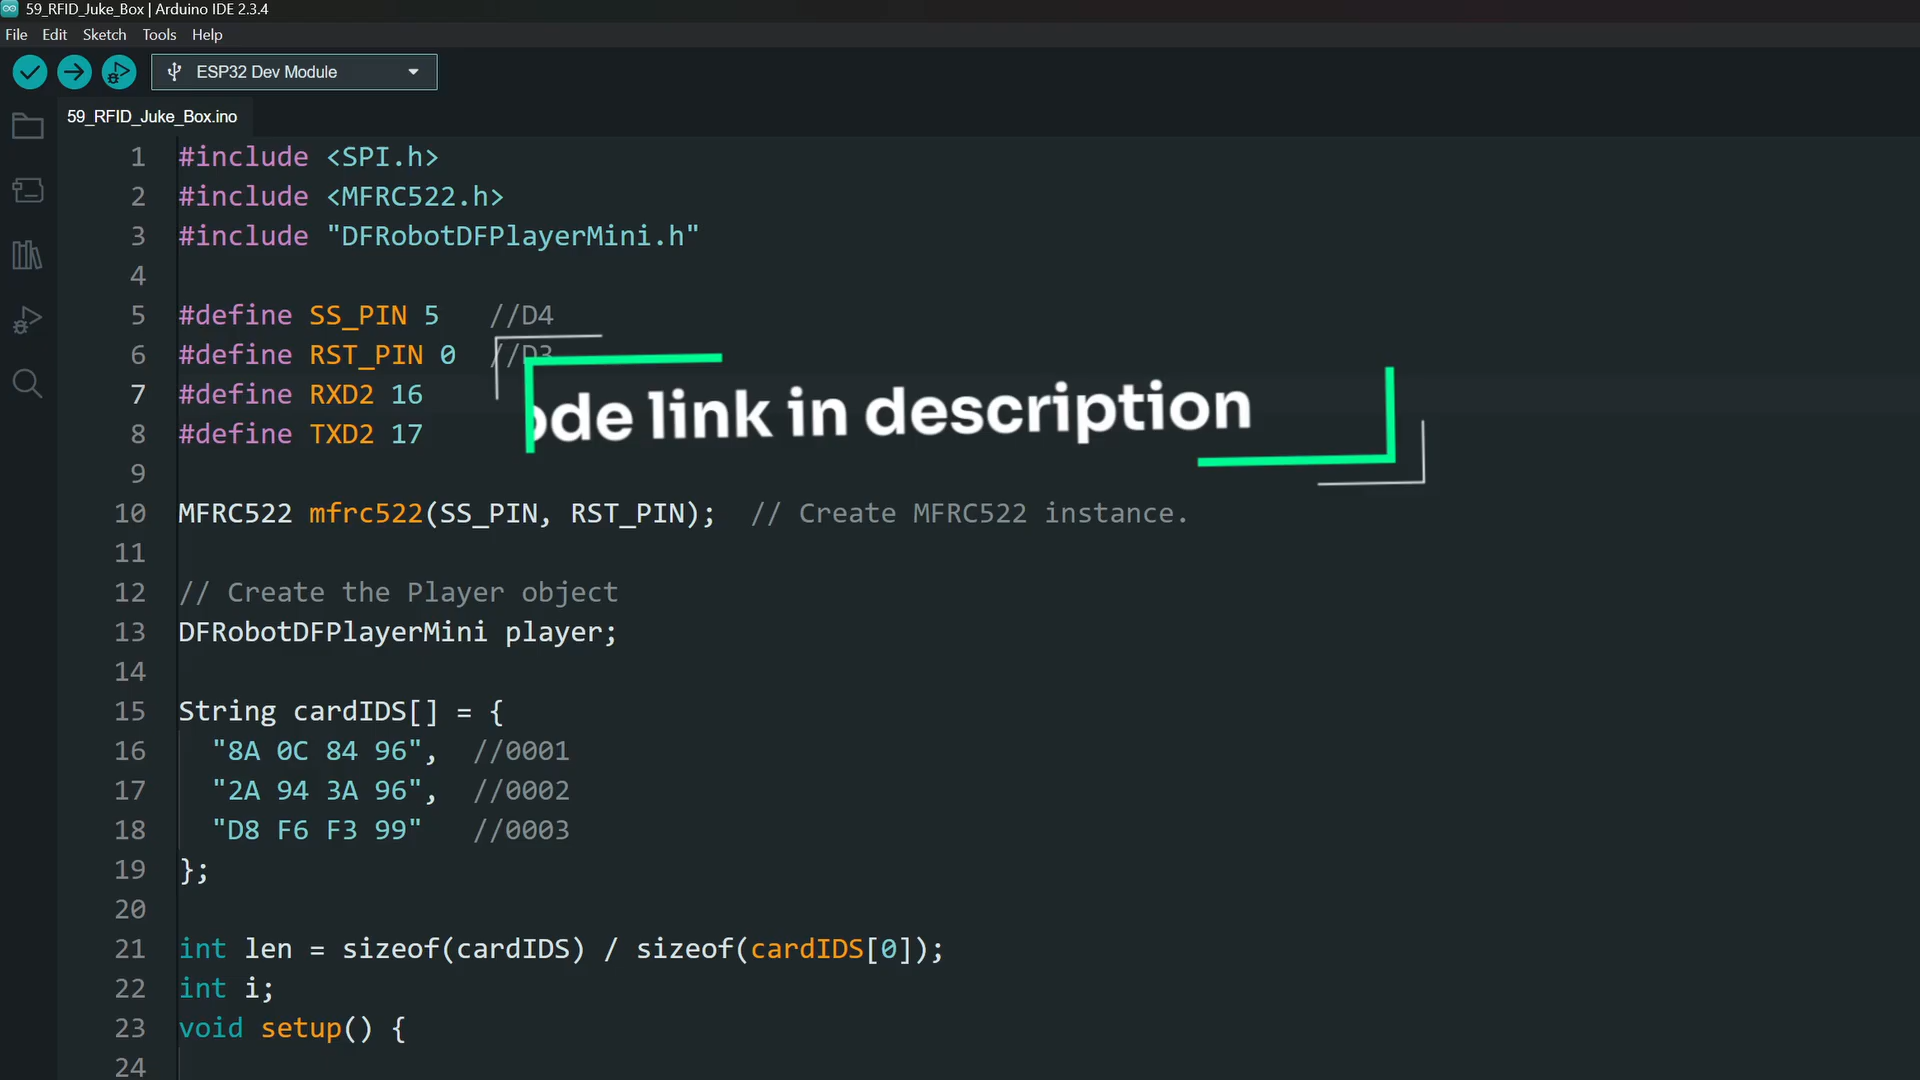 59_RFID_Juke_Box | Arduino IDE 2.3.4
File Edit Sketch Tools Help
ESP32 Dev Module
59_RFID_Juke_Box.ino
1 #include <SPI.h>
2 #include <MFRC522.h>
3 #include "DFRobotDFPlayerMini.h"
4
5 #define SS_PIN 5 //D4
6 #define RST_PIN 0 //D3
7 #define RXD2 16
8 #define TXD2 17
ode link in description
9
10 MFRC522 mfrc522(SS_PIN, RST_PIN); // Create MFRC522 instance.
11
12 // Create the Player object
13 DFRobotDFPlayerMini player;
14
15 String cardIDS[] = {
16 "8A 0C 84 96", //0001
17 "2A 94 3A 96", //0002
18 "D8 F6 F3 99" //0003
19 };
20
21 int len = sizeof(cardIDS) / sizeof(cardIDS[0]);
22 int i;
23 void setup() {
24